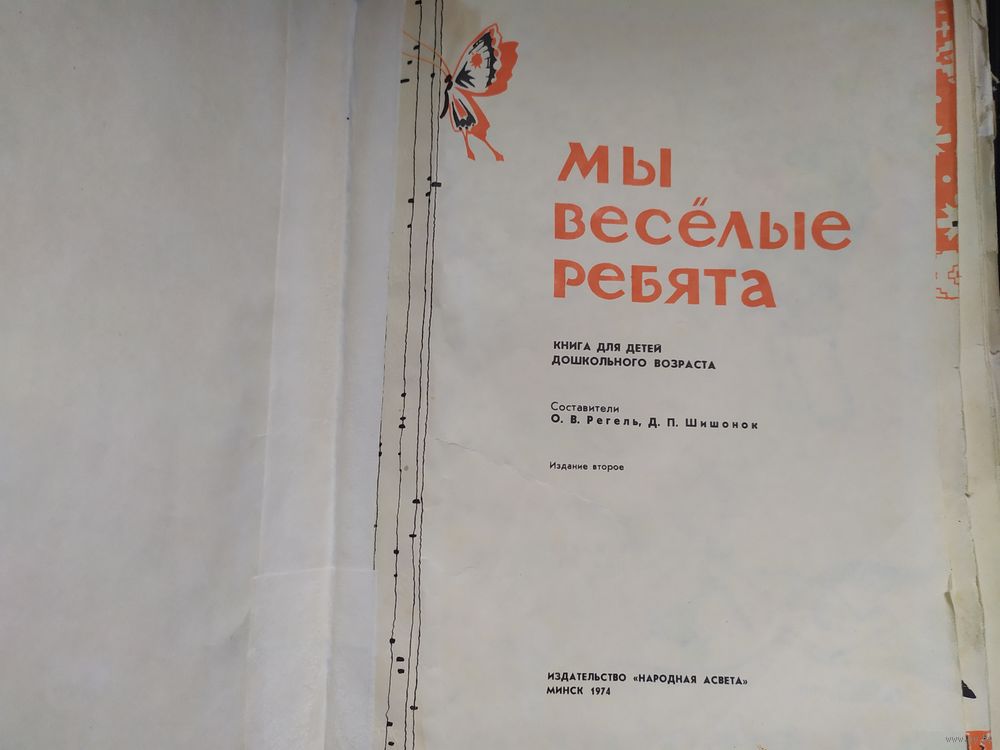 МЫ
ВЕСЁЛЫЕ
РЕБЯТА
КНИГА ДЛЯ ДЕТЕЙ
ДОШКОЛЬНОГО ВОЗРАСТА
Составители
О. В. Регель, Д. П. Шишонок
Издание второе
ИЗДАТЕЛЬСТВО «НАРОДНАЯ АСВЕТА»
МИНСК 1974